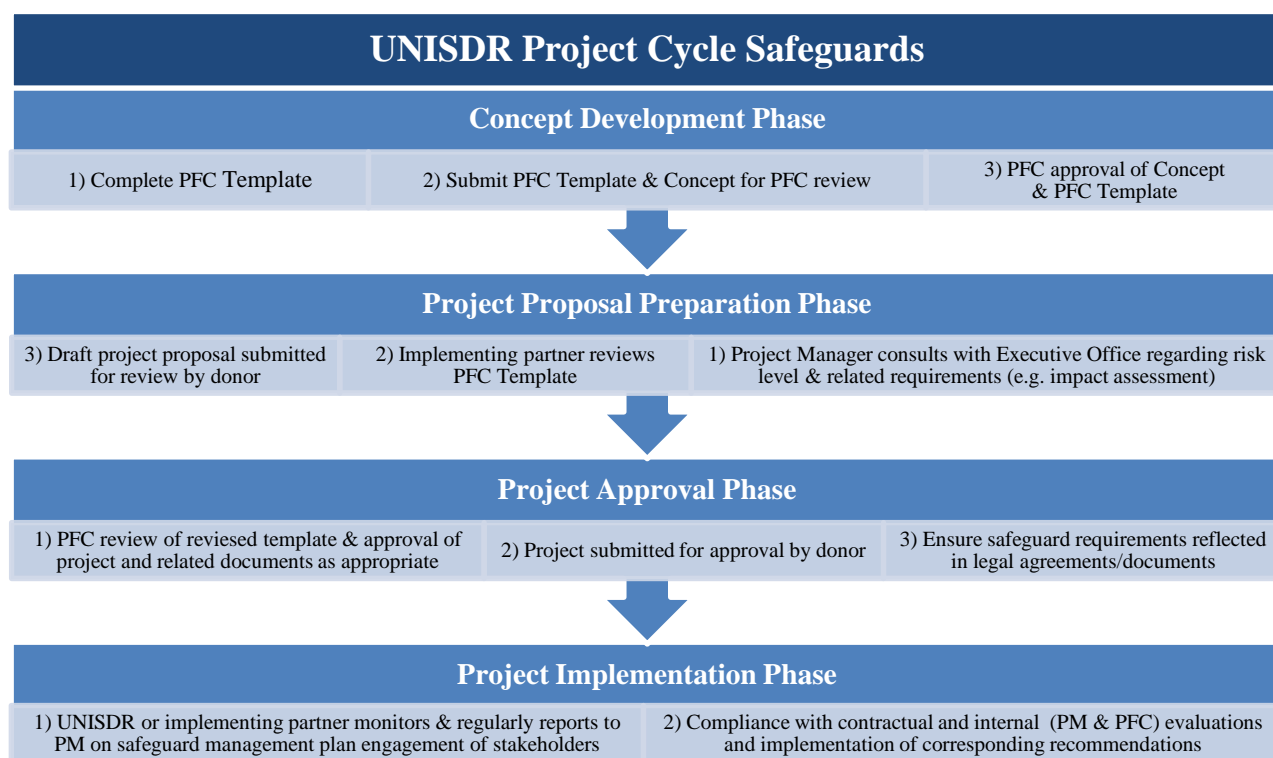 UNISDR Project Cycle Safeguards
Concept Development Phase
1) Complete PFC Template
2) Submit PFC Template & Concept for PFC review
3) PFC approval of Concept
& PFC Template
Project Proposal Preparation Phase
3) Draft project proposal submitted
for review by donor
2) Implementing partner reviews
PFC Template
1) Project Manager consults with Executive Office regarding risk
level & related requirements (e.g. impact assessment)
Project Approval Phase
1) PFC review of reviesed template & approval of
project and related documents as appropriate
2) Project submitted for approval by donor
3) Ensure safeguard requirements reflected
in legal agreements/documents
Project Implementation Phase
1) UNISDR or implementing partner monitors & regularly reports to
PM on safeguard management plan engagement of stakeholders
2) Compliance with contractual and internal (PM & PFC) evaluations
and implementation of corresponding recommendations